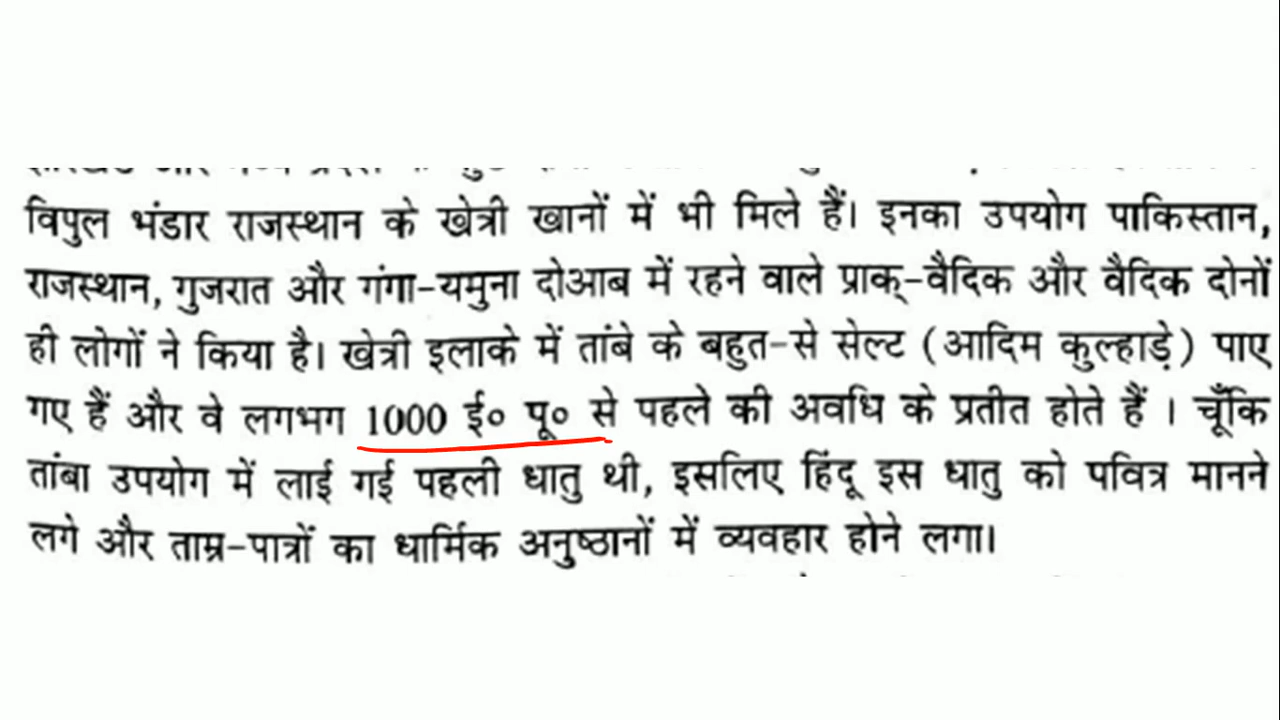 विपुल भंडार राजस्थान के खेत्री खानों में भी मिले हैं। इनका उपयोग पाकिस्तान,
राजस्थान, गुजरात और गंगा-यमुना दोआब में रहने वाले प्राक्-वैदिक और वैदिक दोनों
ही लोगों ने किया है। खेत्री इलाके में तांबे के बहुत-से सेल्ट (आदिम कुल्हाड़े) पाए
गए हैं और वे लगभग 1000 ई० पू० से पहले की अवधि के प्रतीत होते हैं । चूँकि
तांबा उपयोग में लाई गई पहली धातु थी, इसलिए हिंदू इस धातु को पवित्र मानने
लगे और ताम्र-पात्रों का धार्मिक अनुष्ठानों में व्यवहार होने लगा।